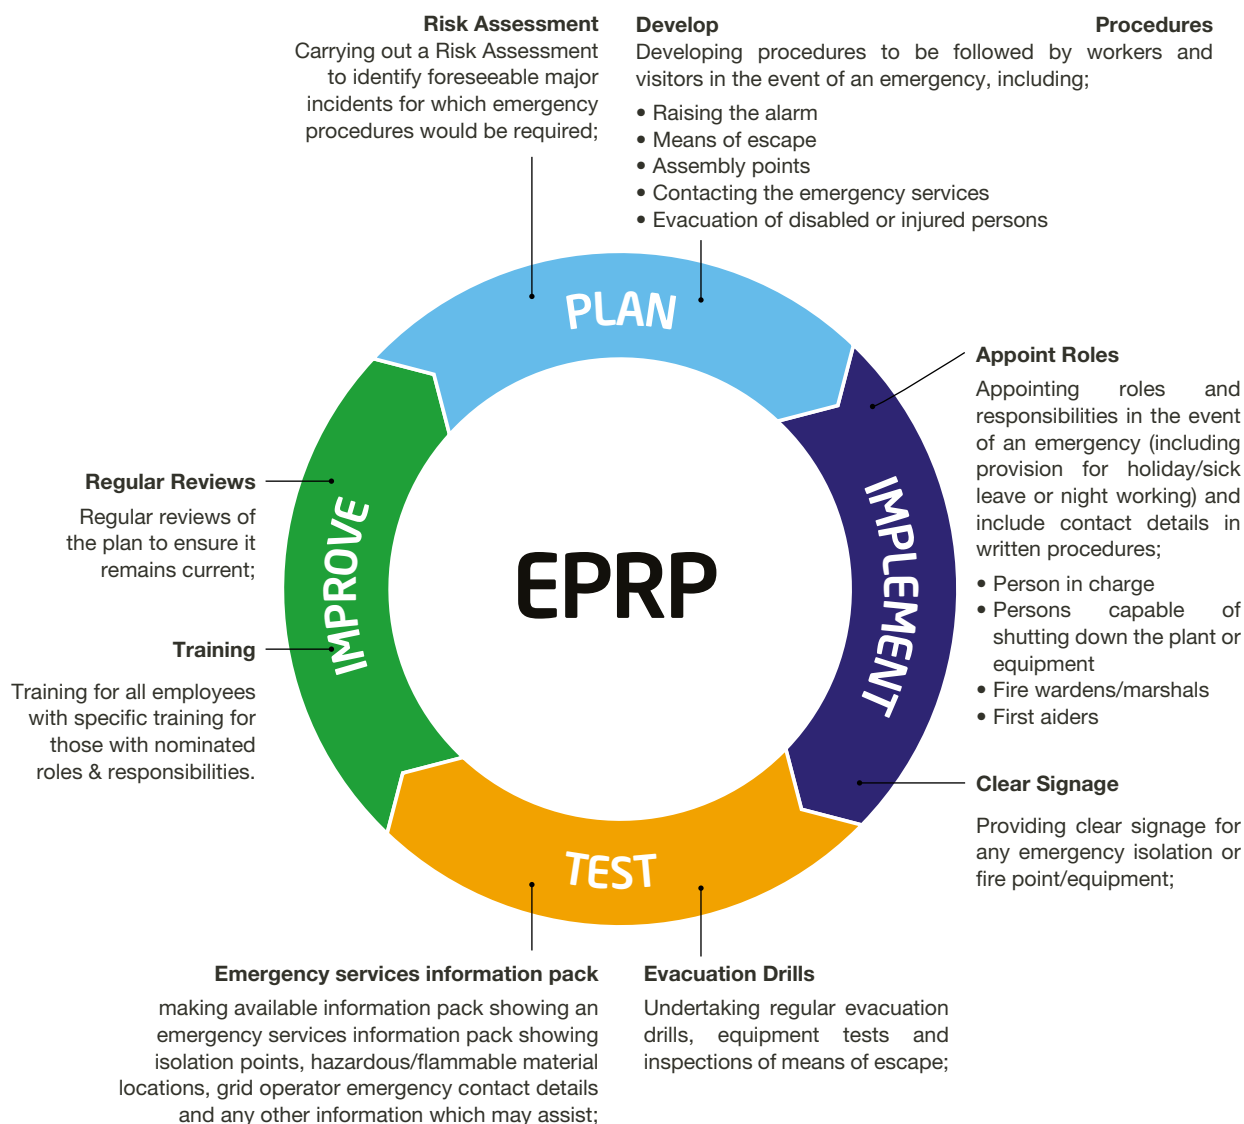 Risk Assessment
Carrying out a Risk Assessment
to identify foreseeable major
incidents for which emergency
procedures would be required;
Develop Procedures
Developing procedures to be followed by workers and
visitors in the event of an emergency, including;
• Raising the alarm
• Means of escape
• Assembly points
• Contacting the emergency services
• Evacuation of disabled or injured persons
PLAN
Appoint Roles
Appointing roles and
responsibilities in the event
of an emergency (including
provision for holiday/sick
leave or night working) and
include contact details in
written procedures;
• Person in charge
• Persons capable of
shutting down the plant or
equipment
• Fire wardens/marshals
• First aiders
IMPLEMENT
Clear Signage
Providing clear signage for
any emergency isolation or
fire point/equipment;
EPRP
Regular Reviews
Regular reviews of
the plan to ensure it
remains current;
IMPROVE
Training
Training for all employees
with specific training for
those with nominated
roles & responsibilities.
TEST
Emergency services information pack
making available information pack showing an
emergency services information pack showing
isolation points, hazardous/flammable material
locations, grid operator emergency contact details
and any other information which may assist;
Evacuation Drills
Undertaking regular evacuation
drills, equipment tests and
inspections of means of escape;